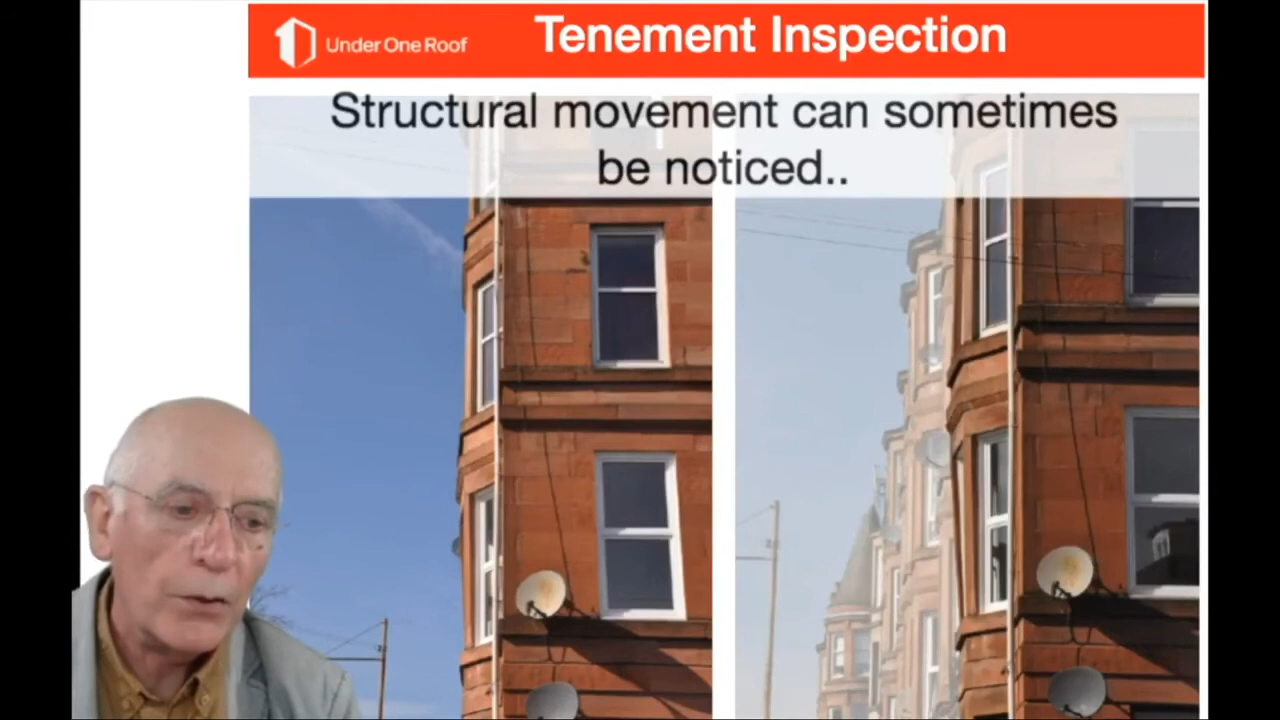 Under One Roof
Tenement Inspection
Structural movement can sometimes
be noticed..